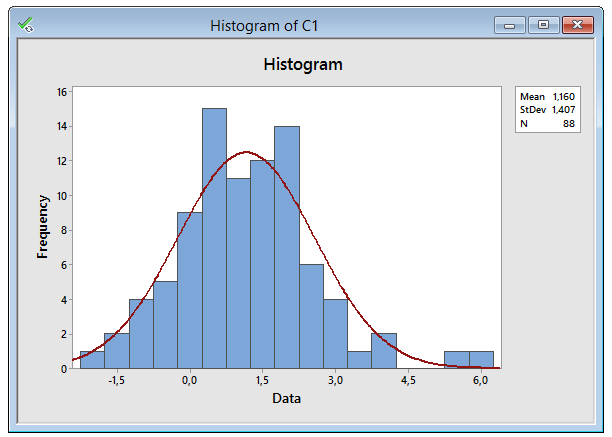 Histogram of C1
Histogram
Mean 1,160
StDev 1,407
N 88
16
14
12
10
8
6
4
2
0
Frequency
-1,5 0,0 1,5 3,0 4,5 6,0
Data